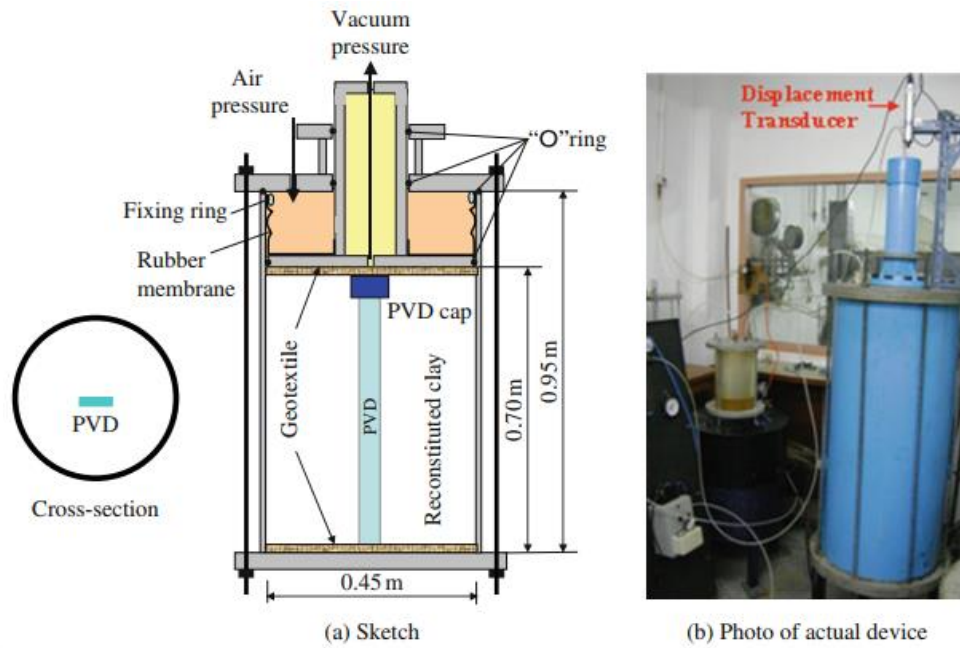 Vacuum
pressure
Air
pressure
"O"ring
Fixing ring
Rubber
membrane
PVD cap
Geotextile
PVD
Reconstituted clay
0.70 m
0.95 m
0.45 m
PVD
Cross-section
(a) Sketch
Displacement
Transducer
(b) Photo of actual device